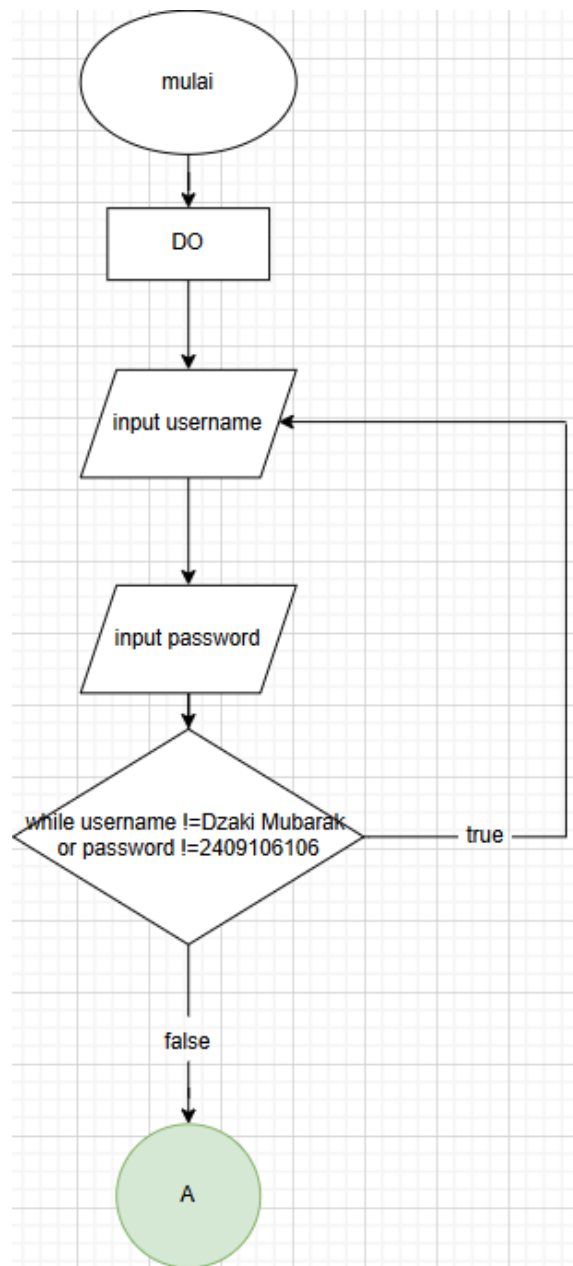 mulai
DO
input username
input password
while username !=Dzaki Mubarak
or password !=2409106106
true
false
A